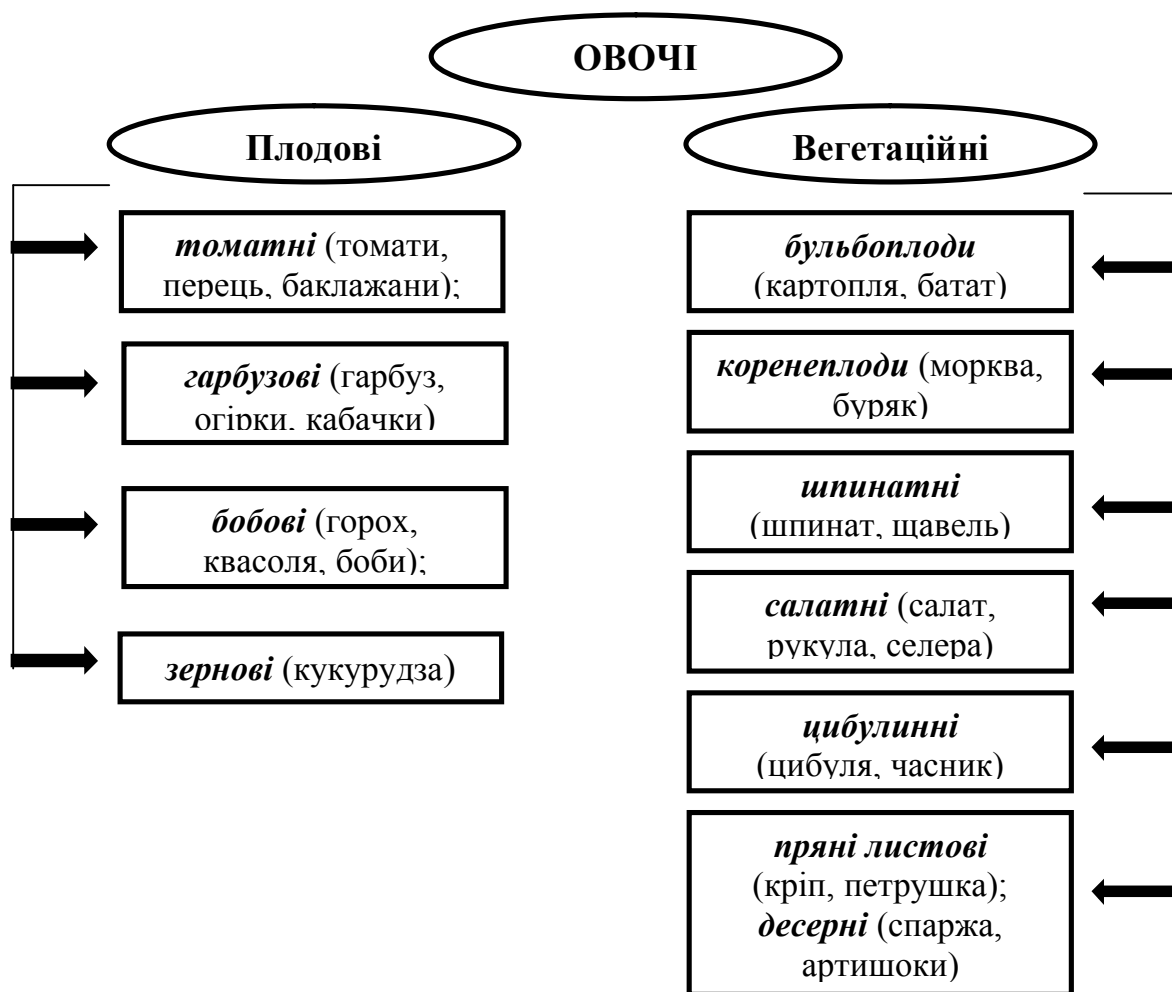 ОВОЧІ
Плодові
томатні (томати,
перець, баклажани);
гарбузові (гарбуз,
огірки, кабачки)
бобові (горох,
квасоля, боби);
зернові (кукурудза)
Вегетаційні
бульбоплоди
(картопля, батат)
коренеплоди (морква,
буряк)
шпинатні
(шпинат, щавель)
салатні (салат,
рукула, селера)
цибулинні
(цибуля, часник)
пряні листові
(кріп, петрушка);
десерні (спаржа,
артишоки)